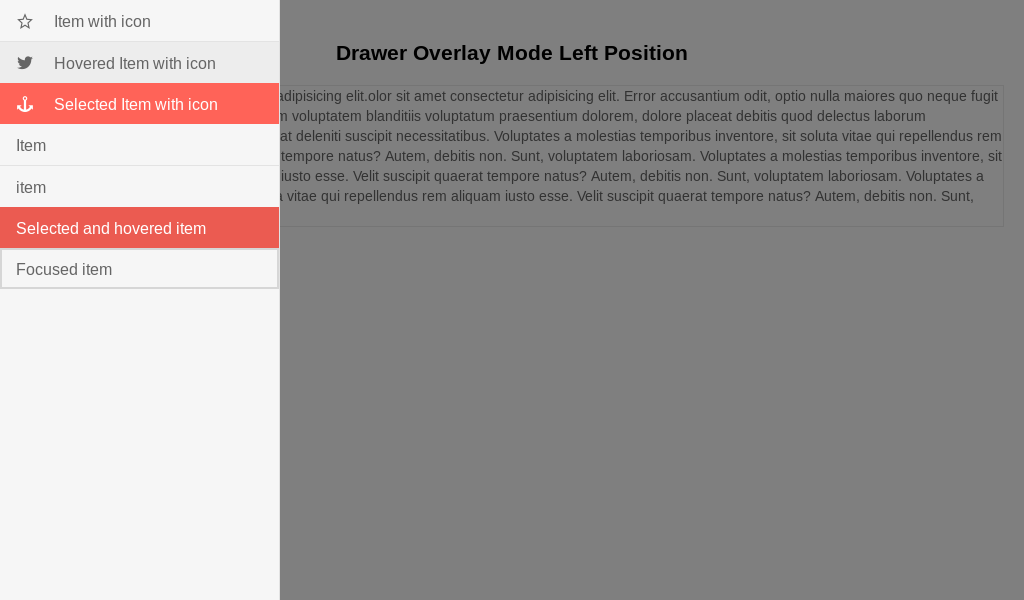 Item with icon
Hovered Item with icon
Selected Item with icon
Item
item
Selected and hovered item
Focused item
Drawer Overlay Mode Left Position
adipisicing elit.olor sit amet consectetur adipisicing elit. Error accusantium odit, optio nulla maiores quo neque fugit
voluptatem blanditiis voluptatum praesentium dolorem, dolore placeat debitis quod delectus laborum
at deleniti suscipit necessitatibus. Voluptates a molestias temporibus inventore, sit soluta vitae qui repellendus rem
tempore natus? Autem, debitis non. Sunt, voluptatem laboriosam. Voluptates a molestias temporibus inventore, sit
iusto esse. Velit suscipit quaerat tempore natus? Autem, debitis non. Sunt, voluptatem laboriosam. Voluptates a
vitae qui repellendus rem aliquam iusto esse. Velit suscipit quaerat tempore natus? Autem, debitis non. Sunt,